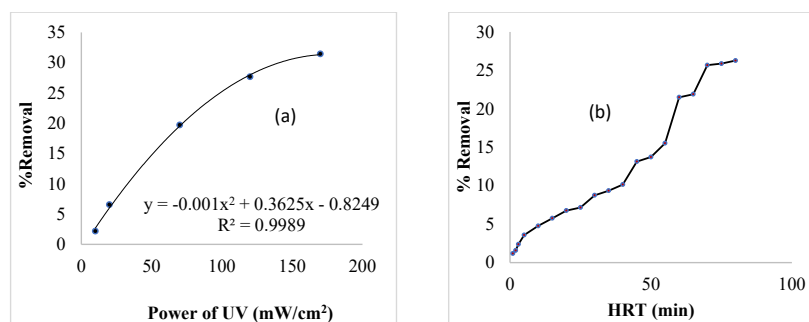 35
30
25
20
15
10
5
0
%Removal
(a)
y = -0.001x² + 0.3625x - 0.8249
R² = 0.9989
0 50 100 150 200
Power of UV (mW/cm²)
30
25
20
15
10
5
0
% Removal
(b)
0 50 100
HRT (min)